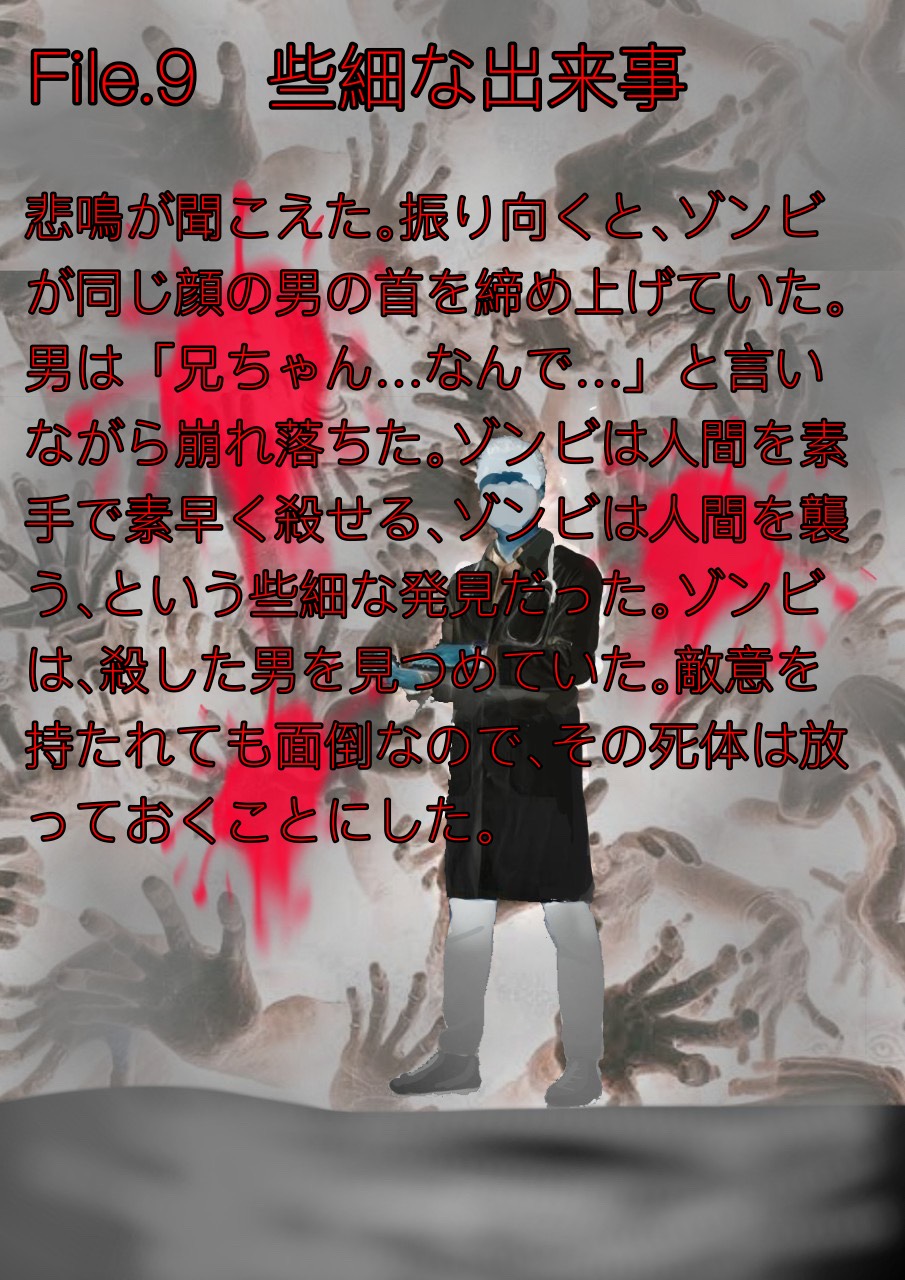 File.9　些細な出来事
悲鳴が聞こえた。振り向くと、ゾンビ
が同じ顔の男の首を締め上げていた。
男は「兄ちゃん...なんで...」と言い
ながら崩れ落ちた。ゾンビは人間を素
手で素早く殺せる、ゾンビは人間を襲
う、という些細な発見だった。ゾンビ
は、殺した男を見つめていた。敵意を
持たれても面倒なので、その死体は放
っておくことにした。